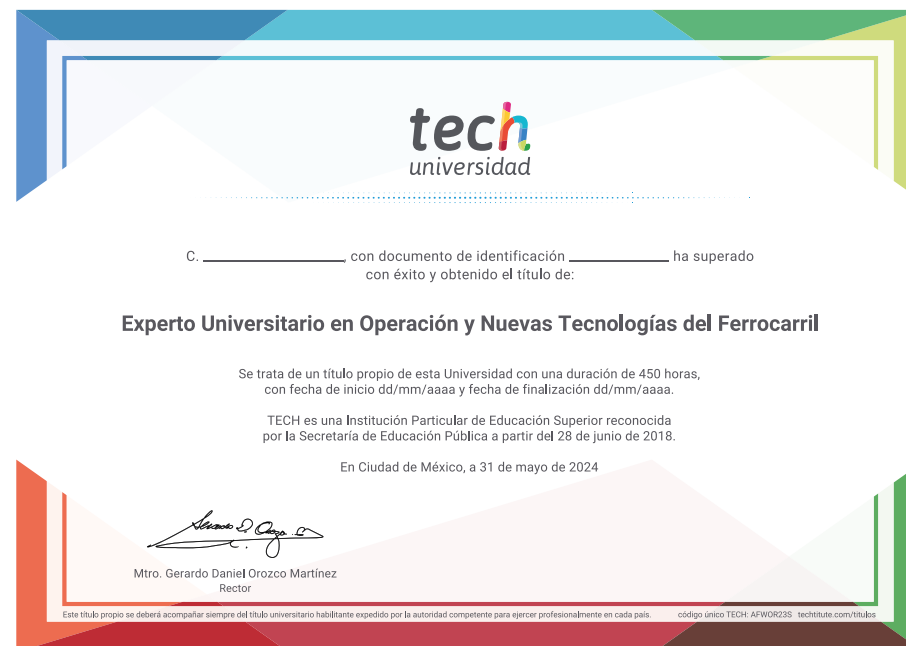 tech
universidad
C. ____________, con documento de identificación ____________ ha superado
con éxito y obtenido el título de:
Experto Universitario en Operación y Nuevas Tecnologías del Ferrocarril
Se trata de un título propio de esta Universidad con una duración de 450 horas,
con fecha de inicio dd/mm/aaaa y fecha de finalización dd/mm/aaaa.
TECH es una Institución Particular de Educación Superior reconocida
por la Secretaría de Educación Pública a partir del 28 de junio de 2018.
En Ciudad de México, a 31 de mayo de 2024
Mtro. Gerardo Daniel Orozco Martínez
Rector
Este título propio se deberá acompañar siempre del título universitario habilitante expedido por la autoridad competente para ejercer profesionalmente en cada país. código único TECH: AFWOR23S techtitute.com/titulos